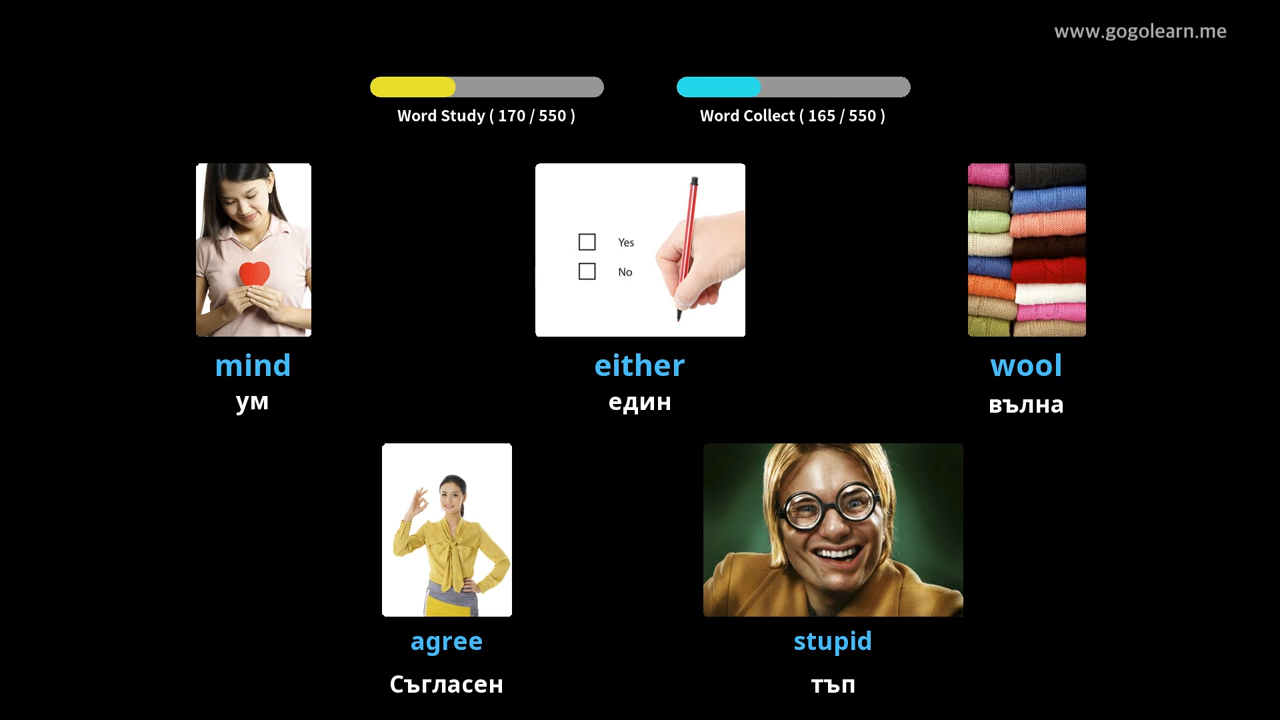 www.gogolearn.me
Word Study ( 170 / 550 )
Word Collect ( 165 / 550 )
Yes
No
mind
either
wool
ум
един
вълна
agree
stupid
Съгласен
тъп